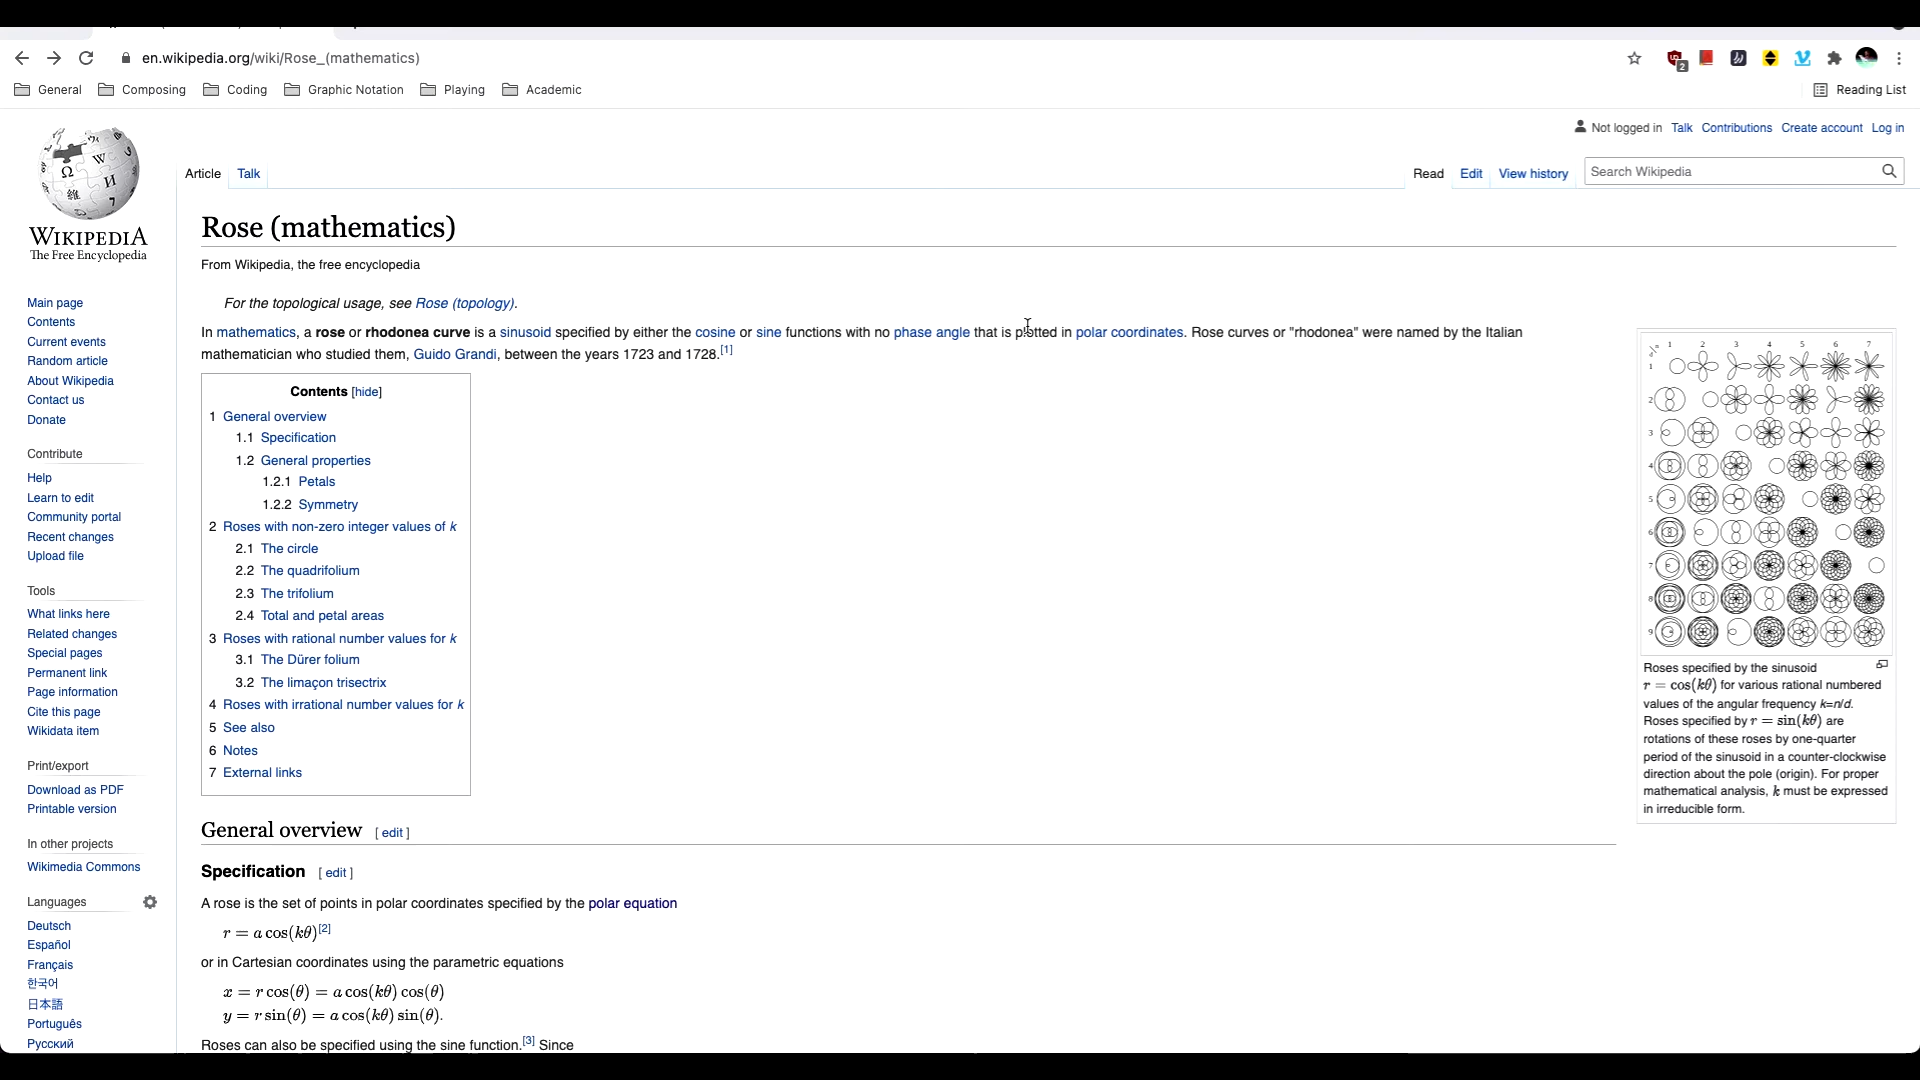 en.wikipedia.org/wiki/Rose_(mathematics)
2
General Composing Coding Graphic Notation Playing Academic Reading List
Not logged in Talk Contributions Create account Log in
Article Talk Read Edit View history Search Wikipedia
WIKIPEDIA
The Free Encyclopedia
Main page
Contents
Current events
Random article
About Wikipedia
Contact us
Donate
Contribute
Help
Learn to edit
Community portal
Recent changes
Upload file
Tools
What links here
Related changes
Special pages
Permanent link
Page information
Cite this page
Wikidata item
Print/export
Download as PDF
Printable version
In other projects
Wikimedia Commons
Languages
Deutsch
Español
Français
한국어
日本語
Português
Русский
Rose (mathematics)
From Wikipedia, the free encyclopedia
For the topological usage, see Rose (topology).
In mathematics, a rose or rhodonea curve is a sinusoid specified by either the cosine or sine functions with no phase angle that is plotted in polar coordinates. Rose curves or "rhodonea" were named by the Italian
mathematician who studied them, Guido Grandi, between the years 1723 and 1728.[1]
Contents [hide]
1 General overview
1.1 Specification
1.2 General properties
1.2.1 Petals
1.2.2 Symmetry
2 Roses with non-zero integer values of k
2.1 The circle
2.2 The quadrifolium
2.3 The trifolium
2.4 Total and petal areas
3 Roses with rational number values for k
3.1 The Dürer folium
3.2 The limaçon trisectrix
4 Roses with irrational number values for k
5 See also
6 Notes
7 External links
General overview [ edit ]
Specification [ edit ]
A rose is the set of points in polar coordinates specified by the polar equation
r = a cos(kθ)[2]
or in Cartesian coordinates using the parametric equations
x = r cos(θ) = a cos(kθ) cos(θ)
y = r sin(θ) = a cos(kθ) sin(θ).
Roses can also be specified using the sine function.[3] Since
1 2 3 4 5 6 7
1
2
3
4
5
6
7
8
9
Roses specified by the sinusoid
r = cos(kθ) for various rational numbered
values of the angular frequency k=n/d.
Roses specified by r = sin(kθ) are
rotations of these roses by one-quarter
period of the sinusoid in a counter-clockwise
direction about the pole (origin). For proper
mathematical analysis, k must be expressed
in irreducible form.